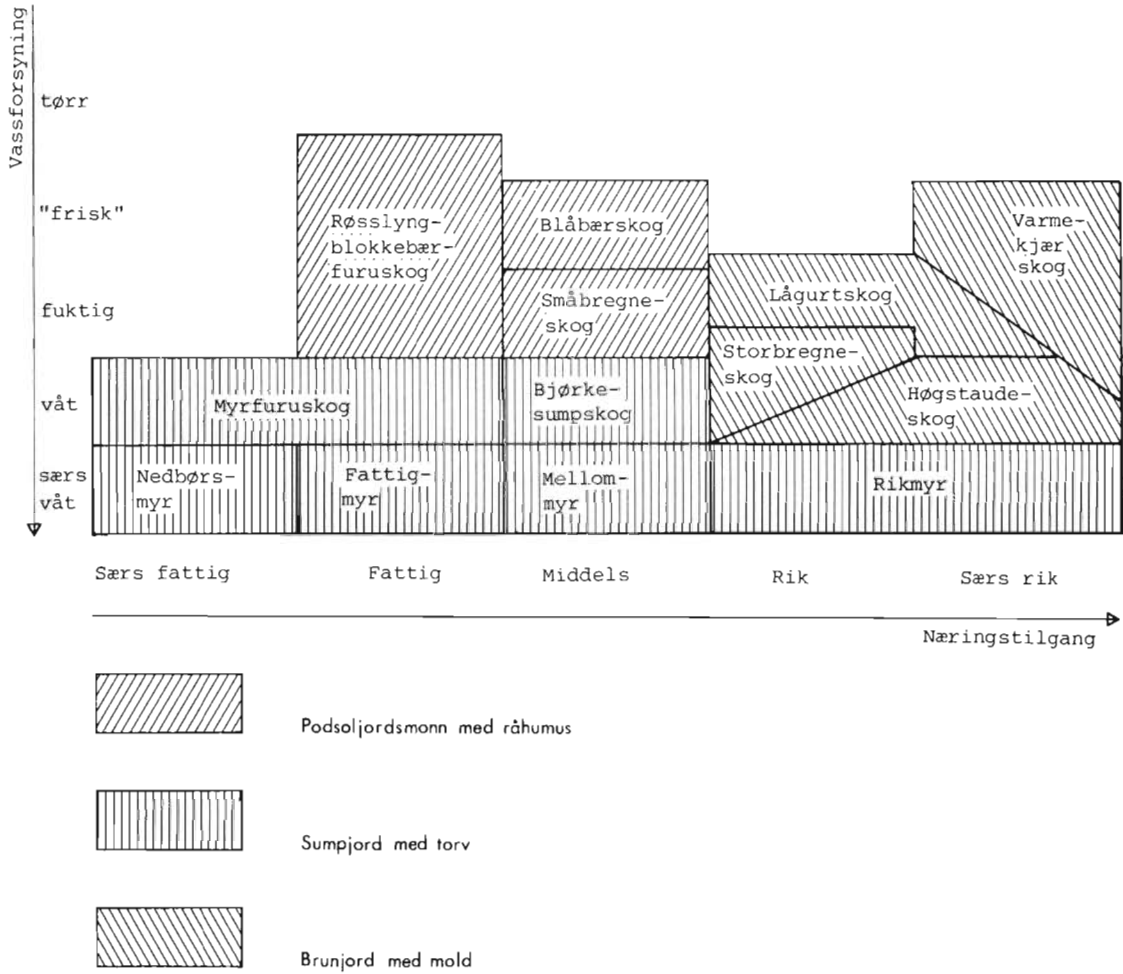 Vassforsyning
tørr
"frisk"
fuktig
våt
særs
våt
Røsslyng-
blokkebær-
furuskog
Blåbærskog
Småbregne-
skog
Varme-
kjær
skog
Lågurtskog
Storbregne-
skog
Høgstaude-
skog
Myrfuruskog
Bjørke-
sumpskog
Nedbørs-
myr
Fattig-
myr
Mellom-
myr
Rikmyr
Særs fattig
Fattig
Middels
Rik
Særs rik
Næringstilgang
Podsoljordsmonn med råhumus
Sumpjord med torv
Brunjord med mold